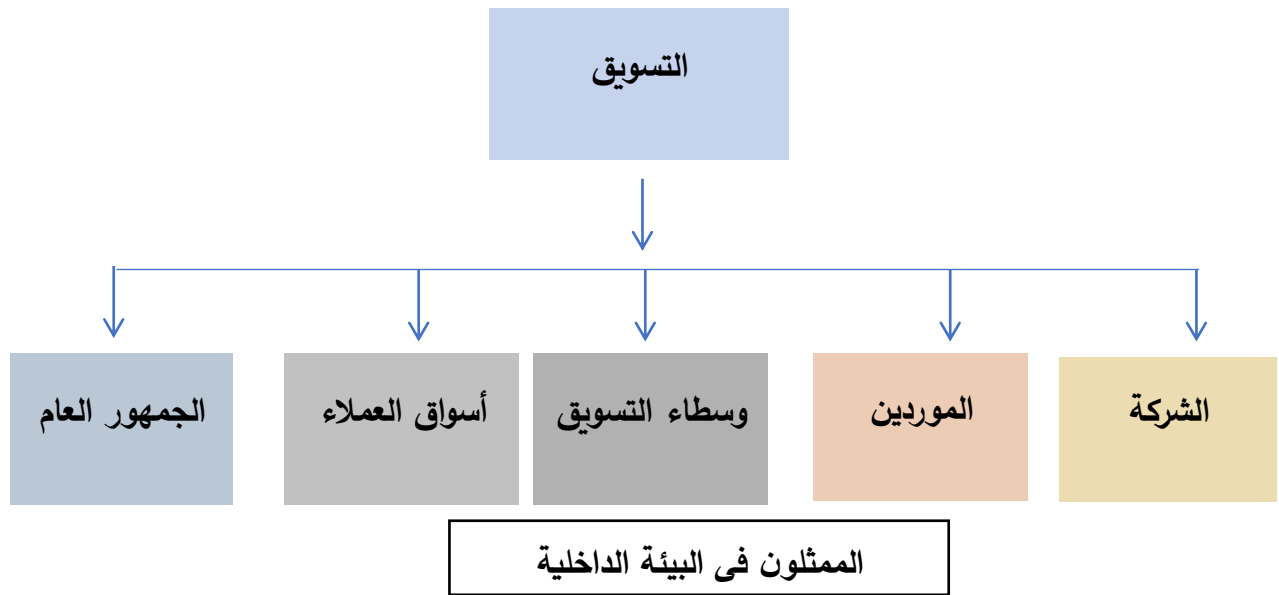 التسويق
الشركة
الموردين
وسطاء التسويق
أسواق العملاء
الجمهور العام
الممثلون فى البيئة الداخلية